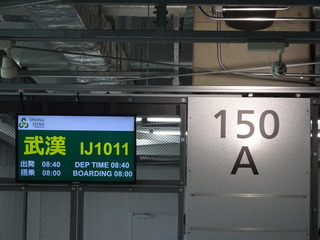 SPRING
JAPAN
武漢 IJ1011
出発 08:40 DEP TIME 08:40
搭乗 08:00 BOARDING 08:00
150
A